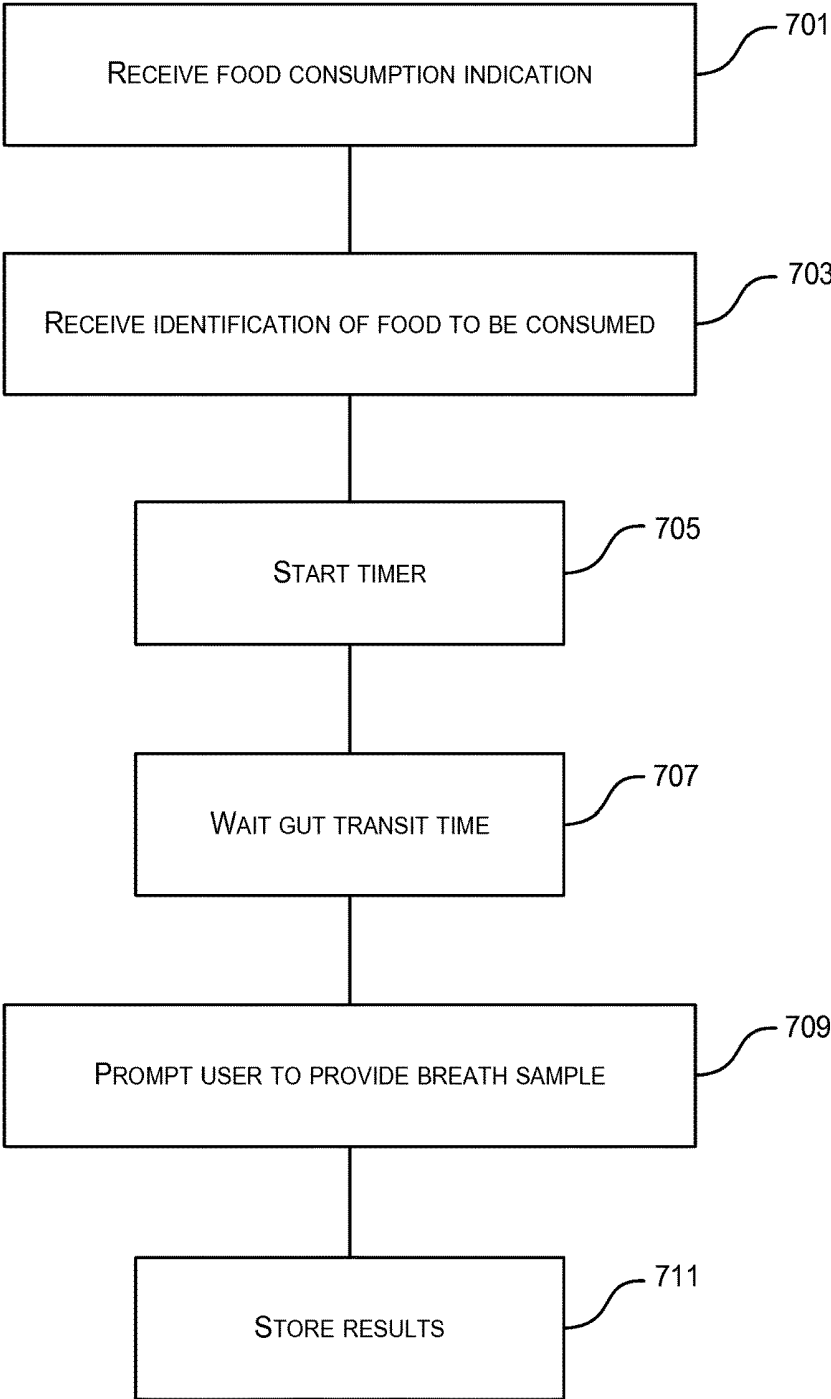 701
RECEIVE FOOD CONSUMPTION INDICATION
703
RECEIVE IDENTIFICATION OF FOOD TO BE CONSUMED
705
START TIMER
707
WAIT GUT TRANSIT TIME
709
PROMPT USER TO PROVIDE BREATH SAMPLE
711
STORE RESULTS